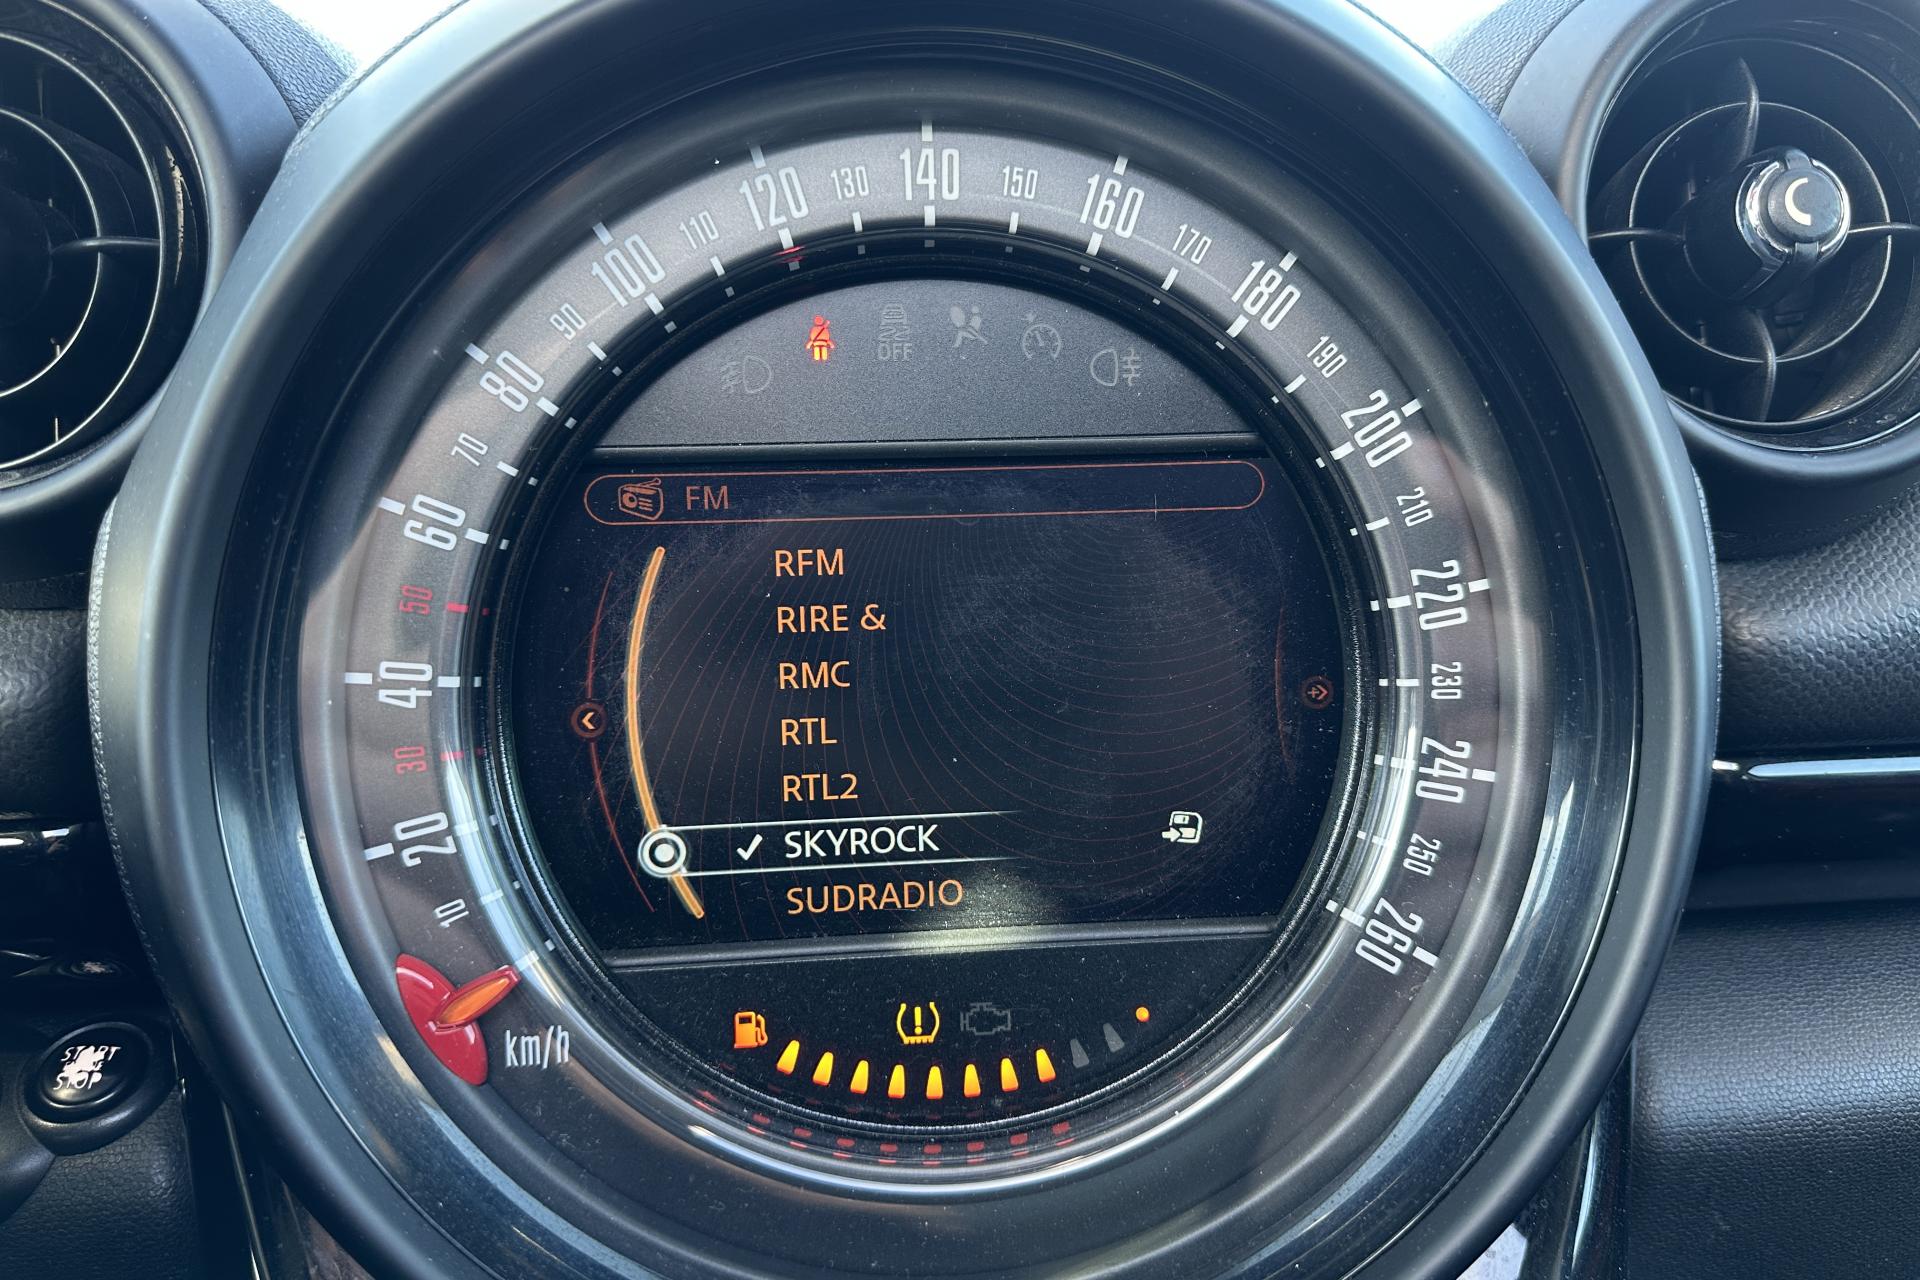 10
20
30
40
50
60
70
80
90
100
110
120
130
140
150
160
170
180
190
200
210
220
230
240
250
260
km/h
OFF
FM
RFM
RIRE &
RMC
RTL
RTL2
✓ SKYROCK
SUDRADIO
START
STOP